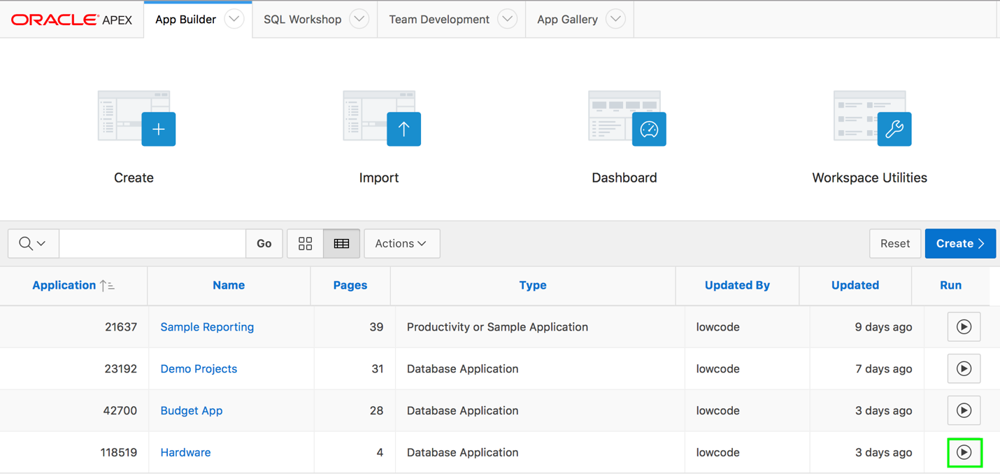 ORACLE APEX App Builder SQL Workshop Team Development App Gallery
Create Import Dashboard Workspace Utilities
Go Actions Reset Create
Application Name Pages Type Updated By Updated Run
21637 Sample Reporting 39 Productivity or Sample Application lowcode 9 days ago
23192 Demo Projects 31 Database Application lowcode 7 days ago
42700 Budget App 28 Database Application lowcode 3 days ago
118519 Hardware 4 Database Application lowcode 3 days ago